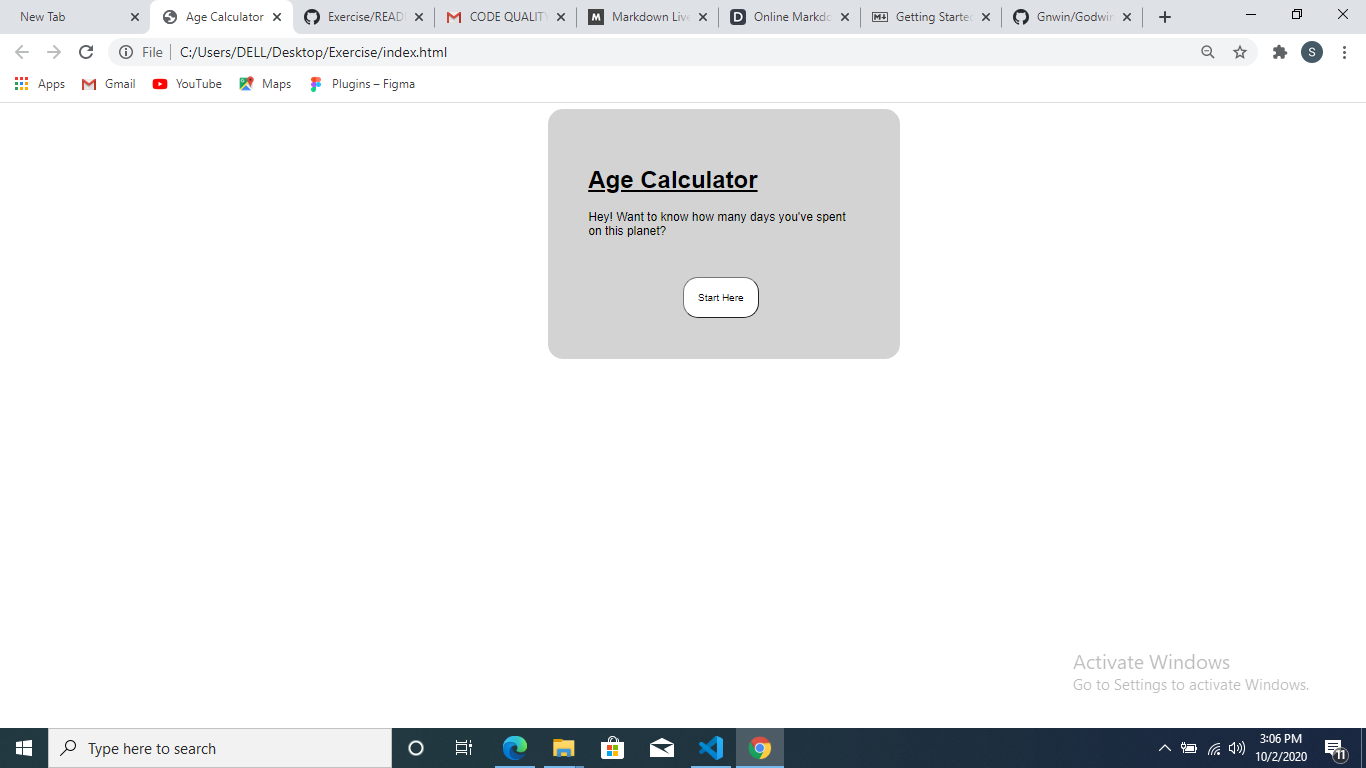 New Tab
Age Calculator
Exercise/READ
CODE QUALITY
Markdown Live
Online Markdo
Getting Started
Gnwin/Godwin
File
C:/Users/DELL/Desktop/Exercise/index.html
S
Apps
Gmail
YouTube
Maps
Plugins – Figma
Age Calculator
Hey! Want to know how many days you've spent
on this planet?
Start Here
Activate Windows
Go to Settings to activate Windows.
Type here to search
3:06 PM
10/2/2020
11